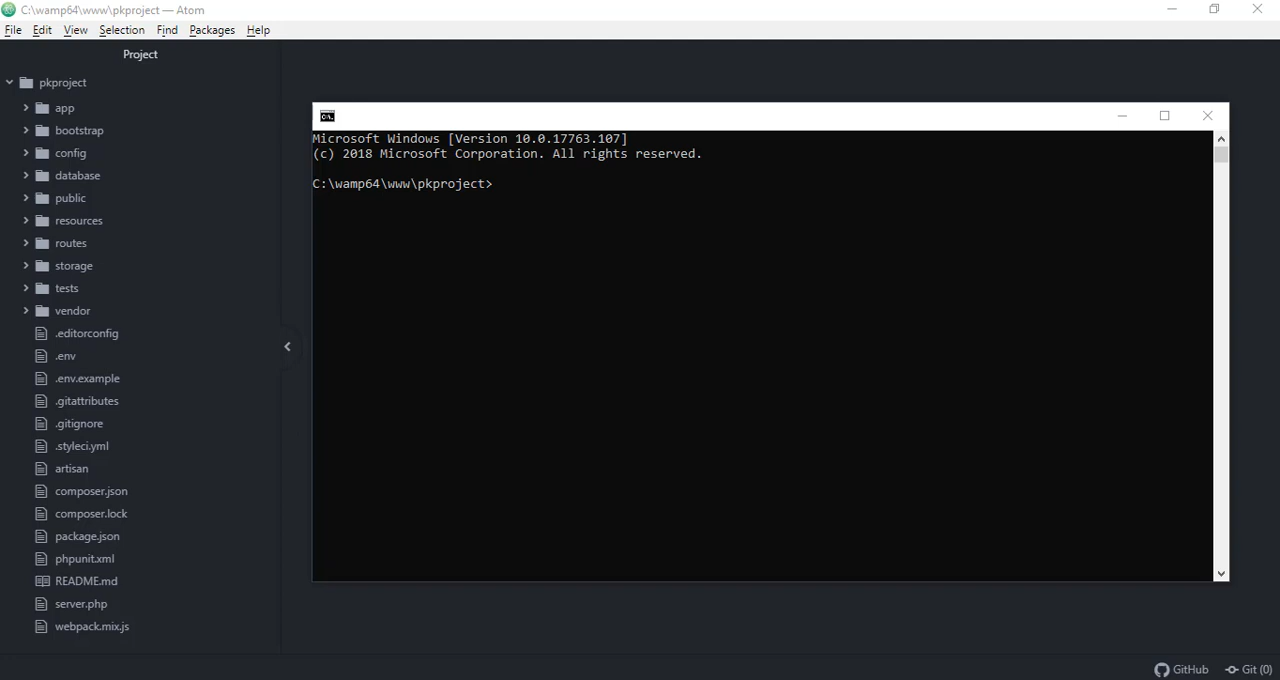 C:\wamp64\www\pkproject — Atom
File Edit View Selection Find Packages Help
Project
pkproject
app
bootstrap
config
database
public
resources
routes
storage
tests
vendor
.editorconfig
.env
.env.example
.gitattributes
.gitignore
.styleci.yml
artisan
composer.json
composer.lock
package.json
phpunit.xml
README.md
server.php
webpack.mix.js
Microsoft Windows [Version 10.0.17763.107]
(c) 2018 Microsoft Corporation. All rights reserved.
C:\wamp64\www\pkproject>
GitHub Git (0)